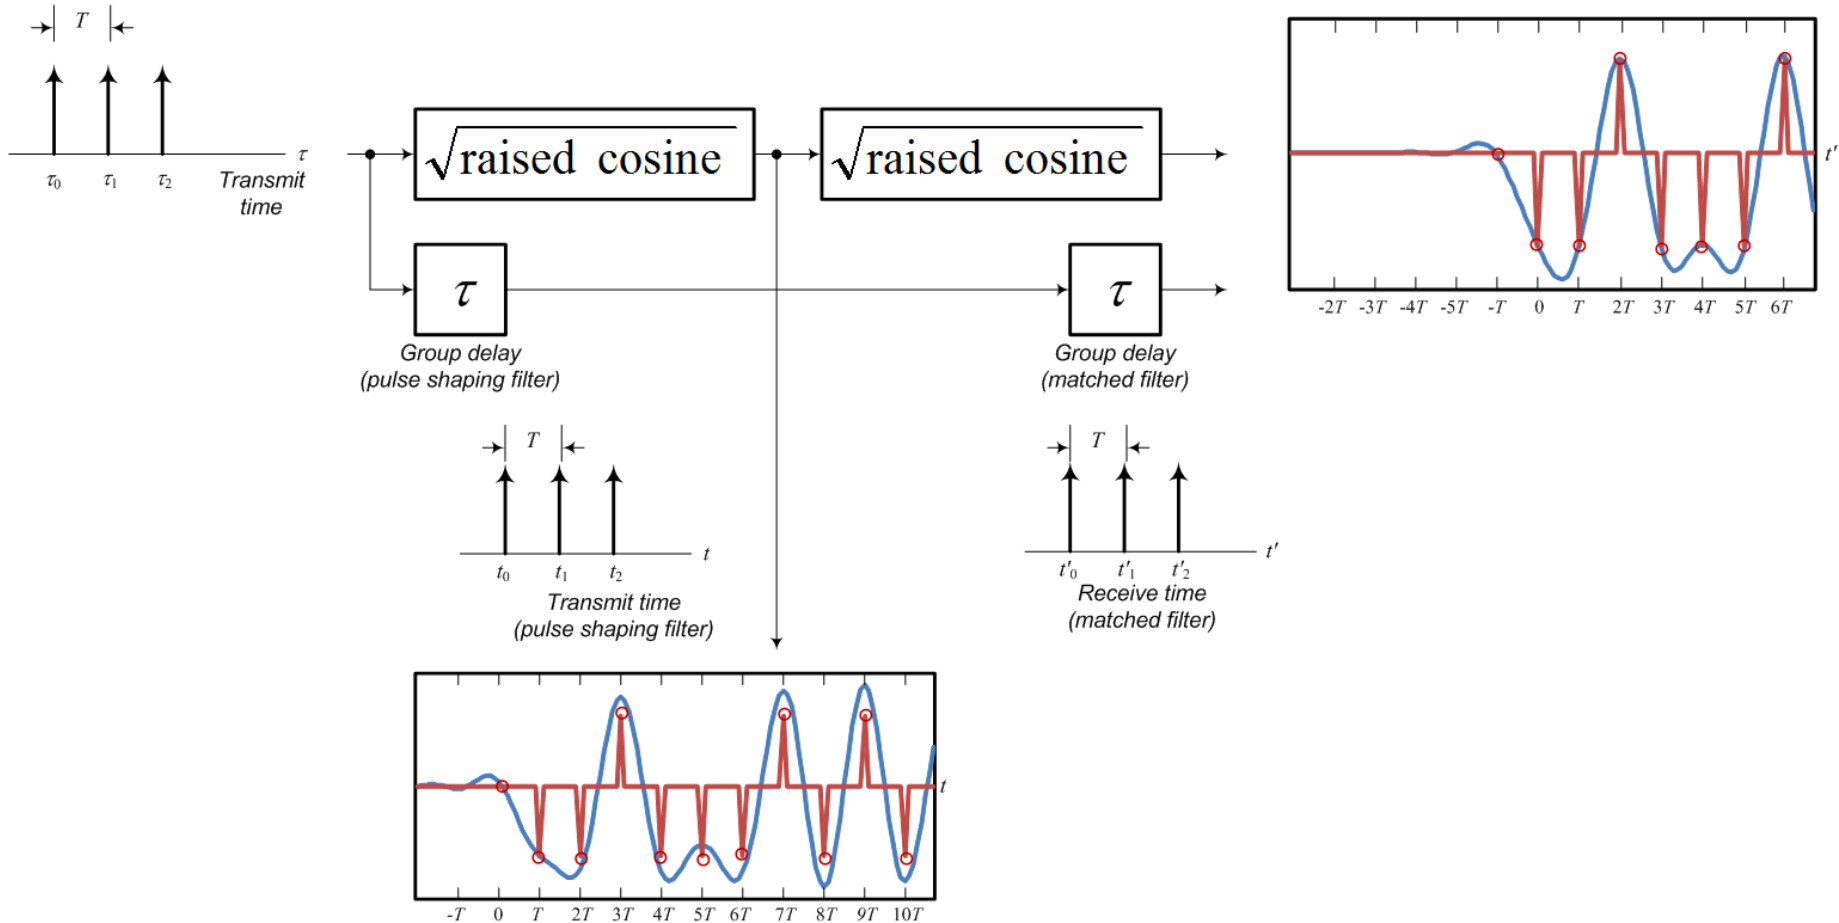 T
τ
τ0 τ1 τ2
Transmit
time
√raised cosine
√raised cosine
τ
Group delay
(pulse shaping filter)
τ
Group delay
(matched filter)
t'
-2T -3T -4T -5T -T 0 T 2T 3T 4T 5T 6T
T
t
t0 t1 t2
Transmit time
(pulse shaping filter)
T
t'
t'0 t'1 t'2
Receive time
(matched filter)
t
-T 0 T 2T 3T 4T 5T 6T 7T 8T 9T 10T